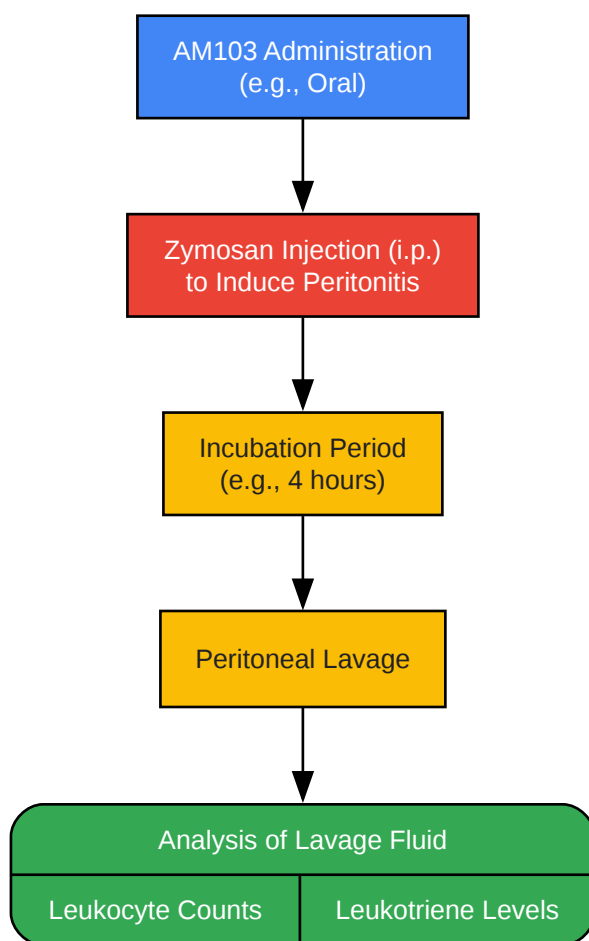 AM103 Administration
(e.g., Oral)
Zymosan Injection (i.p.)
to Induce Peritonitis
Incubation Period
(e.g., 4 hours)
Peritoneal Lavage
Analysis of Lavage Fluid
Leukocyte Counts
Leukotriene Levels